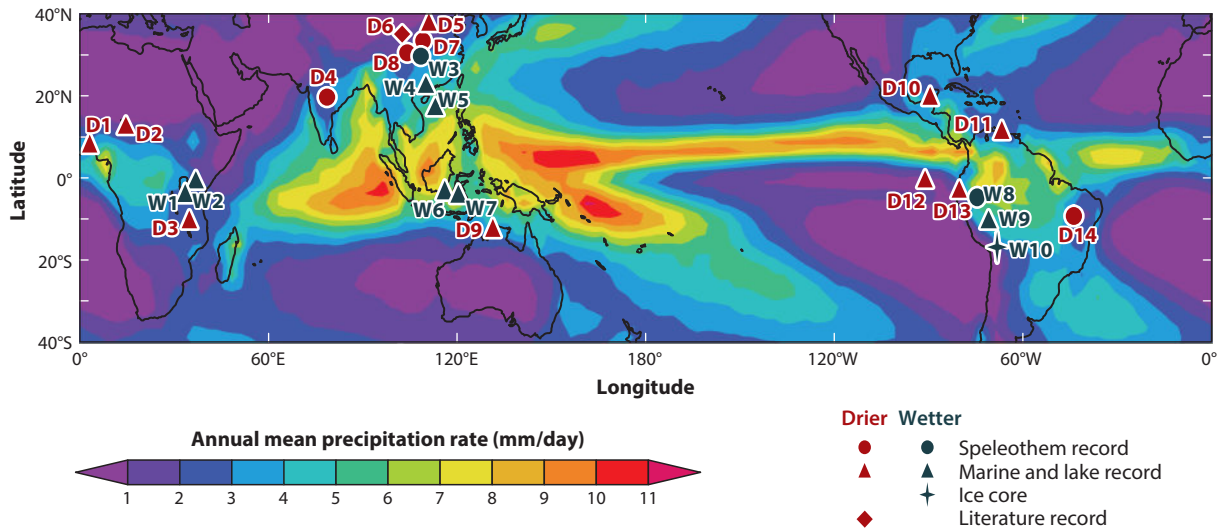 40°N
20°N
0°
20°S
40°S
Latitude
D1
D2
D3
D4
D5
D6
D7
D8
W3
W4
W5
W1
W2
W6
W7
D9
D10
D11
D12
D13
W8
W9
W10
D14
0° 60°E 120°E 180° 120°W 60°W 0°
Longitude
Annual mean precipitation rate (mm/day)
1 2 3 4 5 6 7 8 9 10 11
Drier Wetter
Speleothem record
Marine and lake record
Ice core
Literature record